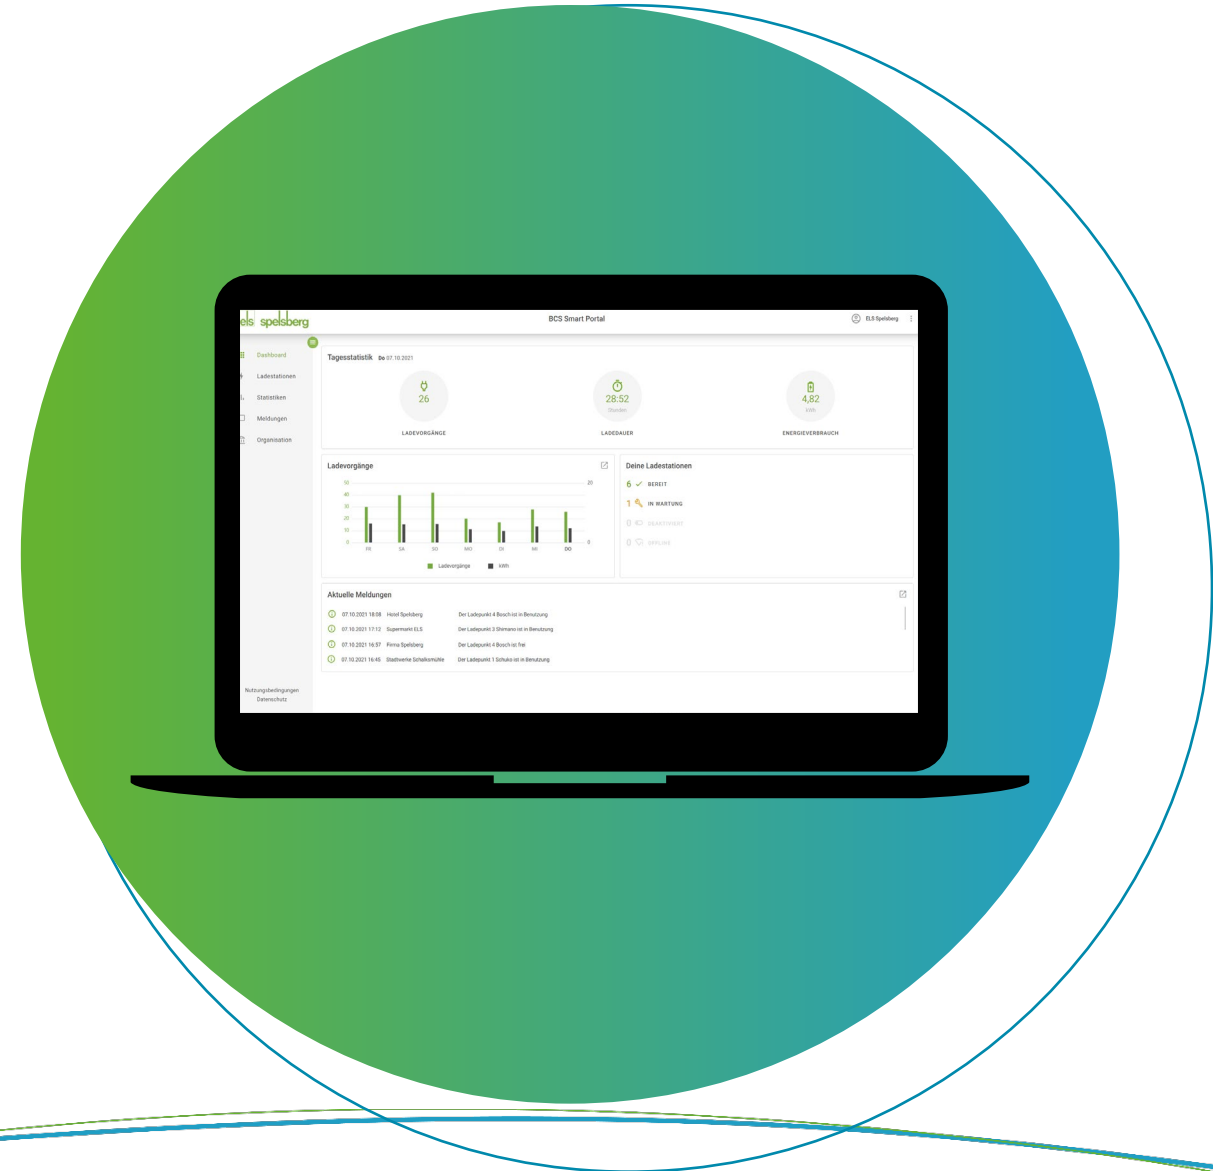 els spelsberg
BCS Smart Portal
ELS Spelsberg
Dashboard
Ladestationen
Statistiken
Meldungen
Organisation
Nutzungsbedingungen
Datenschutz
Tagesstatistik Do 07.10.2021
26
LADEVORGÄNGE
28:52
Stunden
LADEDAUER
4,82
kWh
ENERGIEVERBRAUCH
Ladevorgänge
50
40
30
20
10
0
20
0
FR SA SO MO DI MI DO
Ladevorgänge kWh
Deine Ladestationen
6 BEREIT
1 IN WARTUNG
0 DEAKTIVIERT
0 OFFLINE
Aktuelle Meldungen
07.10.2021 18:08 Hotel Spelsberg Der Ladepunkt 4 Bosch ist in Benutzung
07.10.2021 17:12 Supermarkt ELS Der Ladepunkt 3 Shimano ist in Benutzung
07.10.2021 16:57 Firma Spelsberg Der Ladepunkt 4 Bosch ist frei
07.10.2021 16:45 Stadtwerke Schalksmühle Der Ladepunkt 1 Schuko ist in Benutzung